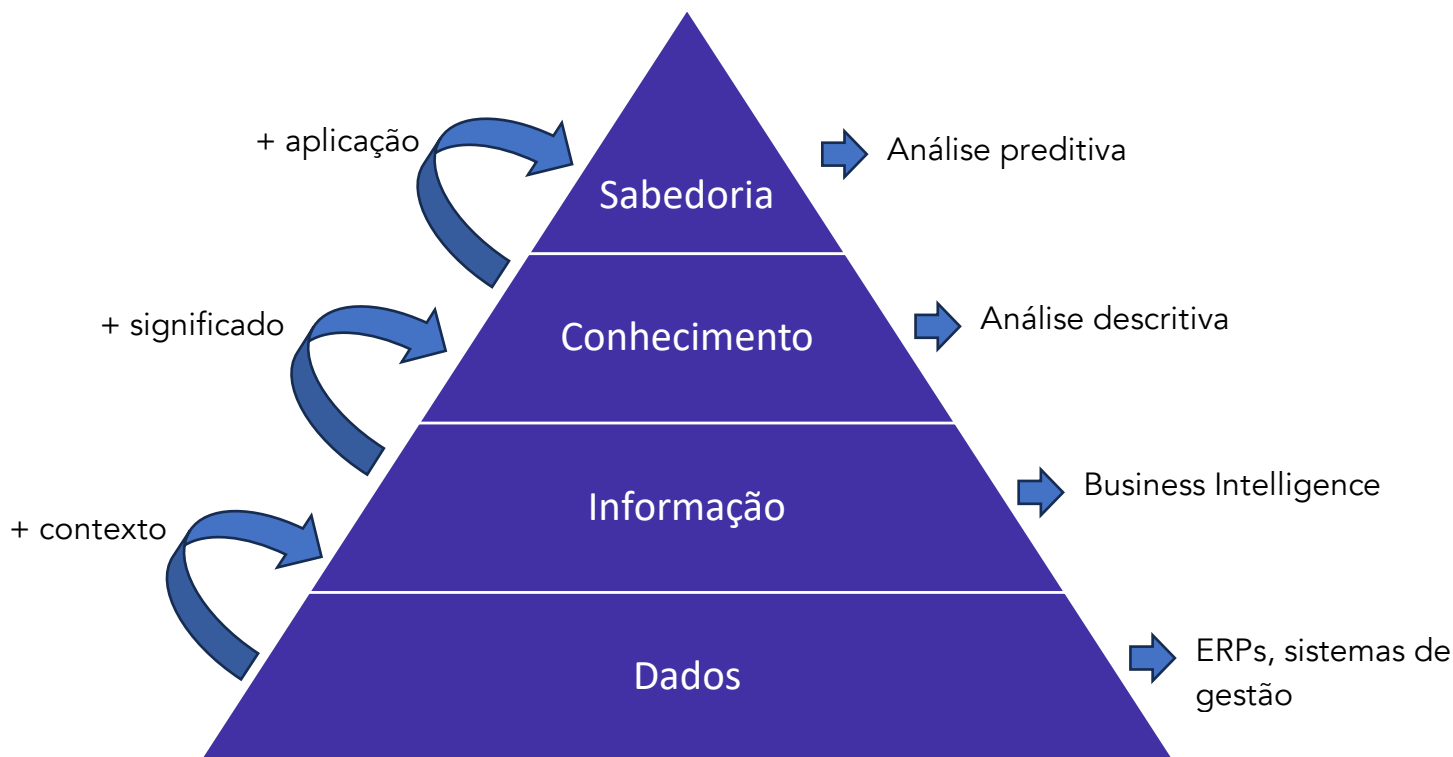 + aplicação
Análise preditiva
Sabedoria
+ significado
Conhecimento
Análise descritiva
Informação
Business Intelligence
+ contexto
Dados
ERPs, sistemas de
gestão